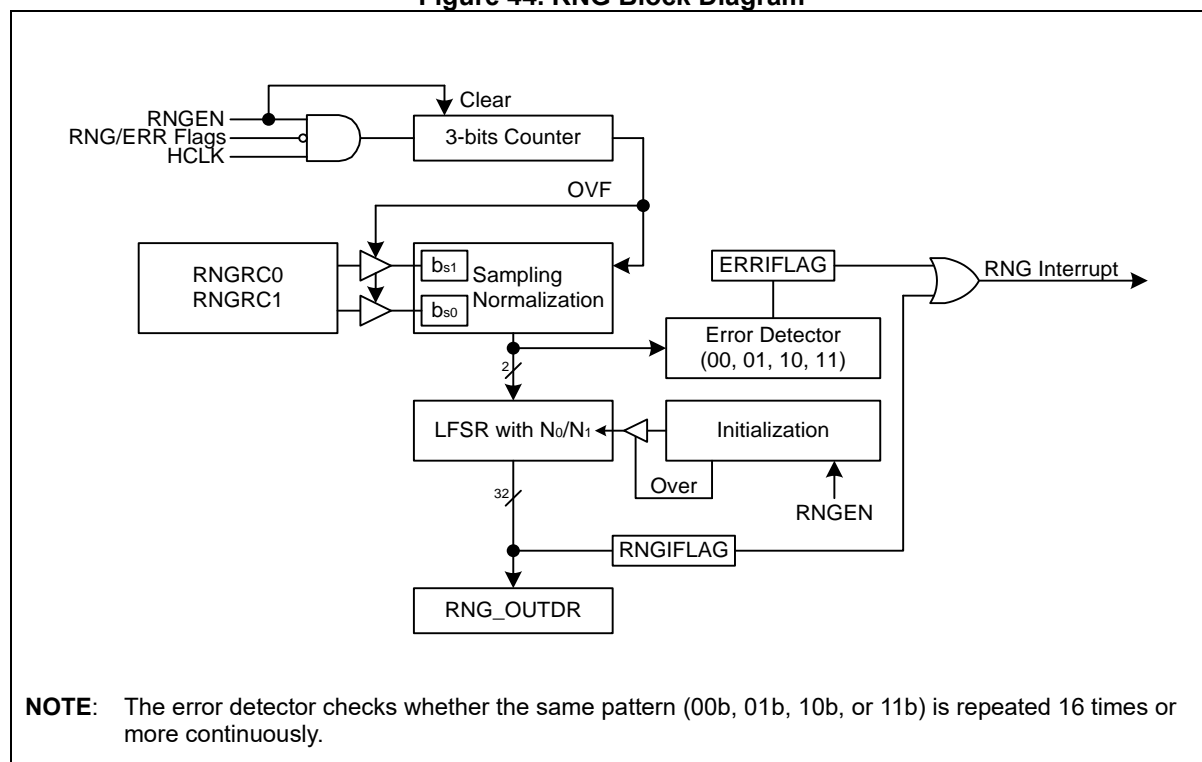 Figure 44. RNG Block Diagram
Clear
RNGEN
RNG/ERR Flags
HCLK
3-bits Counter
OVF
RNGRC0
RNGRC1
bs1
bs0
Sampling
Normalization
ERRIFLAG
RNG Interrupt
Error Detector
(00, 01, 10, 11)
2
LFSR with N0/N1
Initialization
Over
RNGEN
32
RNGIFLAG
RNG_OUTDR
NOTE: The error detector checks whether the same pattern (00b, 01b, 10b, or 11b) is repeated 16 times or
more continuously.